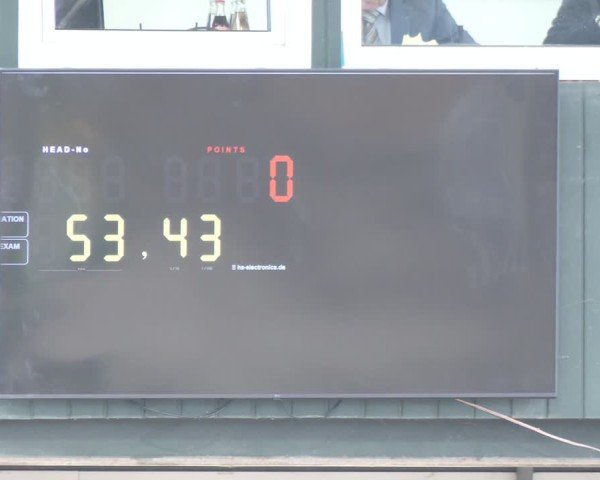 HEAD-No POINTS
0
ATION
53,43
EXAM
hs-electronics.de